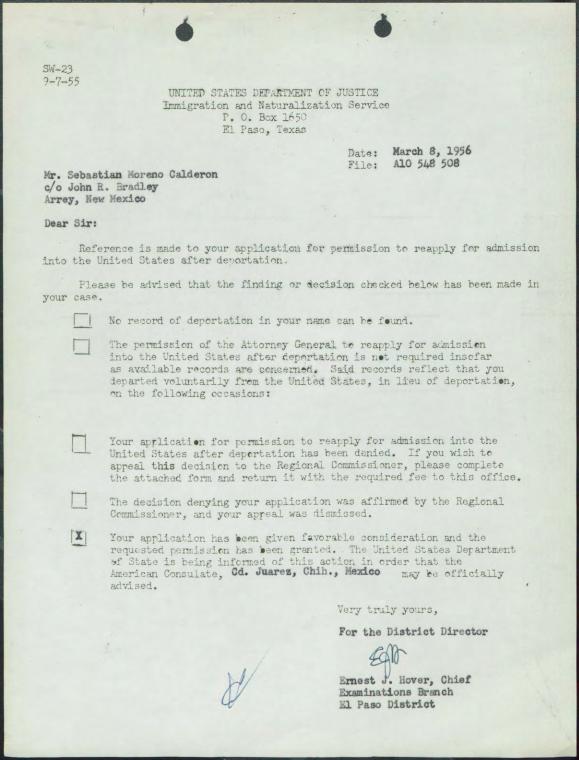 SW-23
9-7-55
UNITED STATES DEPARTMENT OF JUSTICE
Immigration and Naturalization Service
P. O. Box 1650
El Paso, Texas
Date: March 8, 1956
File: A10 548 508
Mr. Sebastian Moreno Calderon
c/o John R. Bradley
Arrey, New Mexico
Dear Sir:
Reference is made to your application for permission to reapply for admission
into the United States after deportation.
Please be advised that the finding or decision checked below has been made in
your case.
No record of deportation in your name can be found.
The permission of the Attorney General to reapply for admission
into the United States after deportation is not required insofar
as available records are concerned. Said records reflect that you
departed voluntarily from the United States, in lieu of deportation,
on the following occasions:
Your application for permission to reapply for admission into the
United States after deportation has been denied. If you wish to
appeal this decision to the Regional Commissioner, please complete
the attached form and return it with the required fee to this office.
The decision denying your application was affirmed by the Regional
Commissioner, and your appeal was dismissed.
X Your application has been given favorable consideration and the
requested permission has been granted. The United States Department
of State is being informed of this action in order that the
American Consulate, Cd. Juarez, Chih., Mexico may be officially
advised.
Very truly yours,
For the District Director
Ernest J. Hover, Chief
Examinations Branch
El Paso District